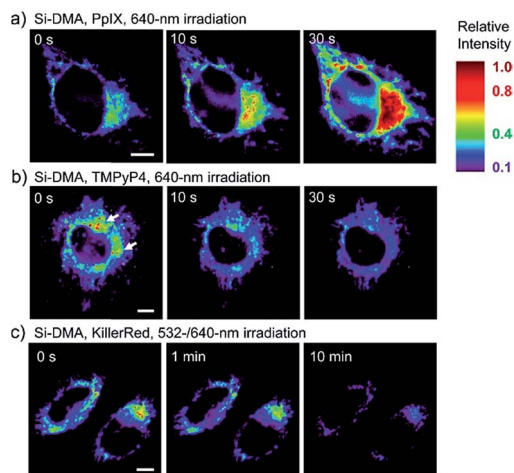 a) Si-DMA, PpIX, 640-nm irradiation
0 s
10 s
30 s
Relative
Intensity
1.0
0.8
0.4
0.1
b) Si-DMA, TMPyP4, 640-nm irradiation
0 s
10 s
30 s
c) Si-DMA, KillerRed, 532-/640-nm irradiation
0 s
1 min
10 min